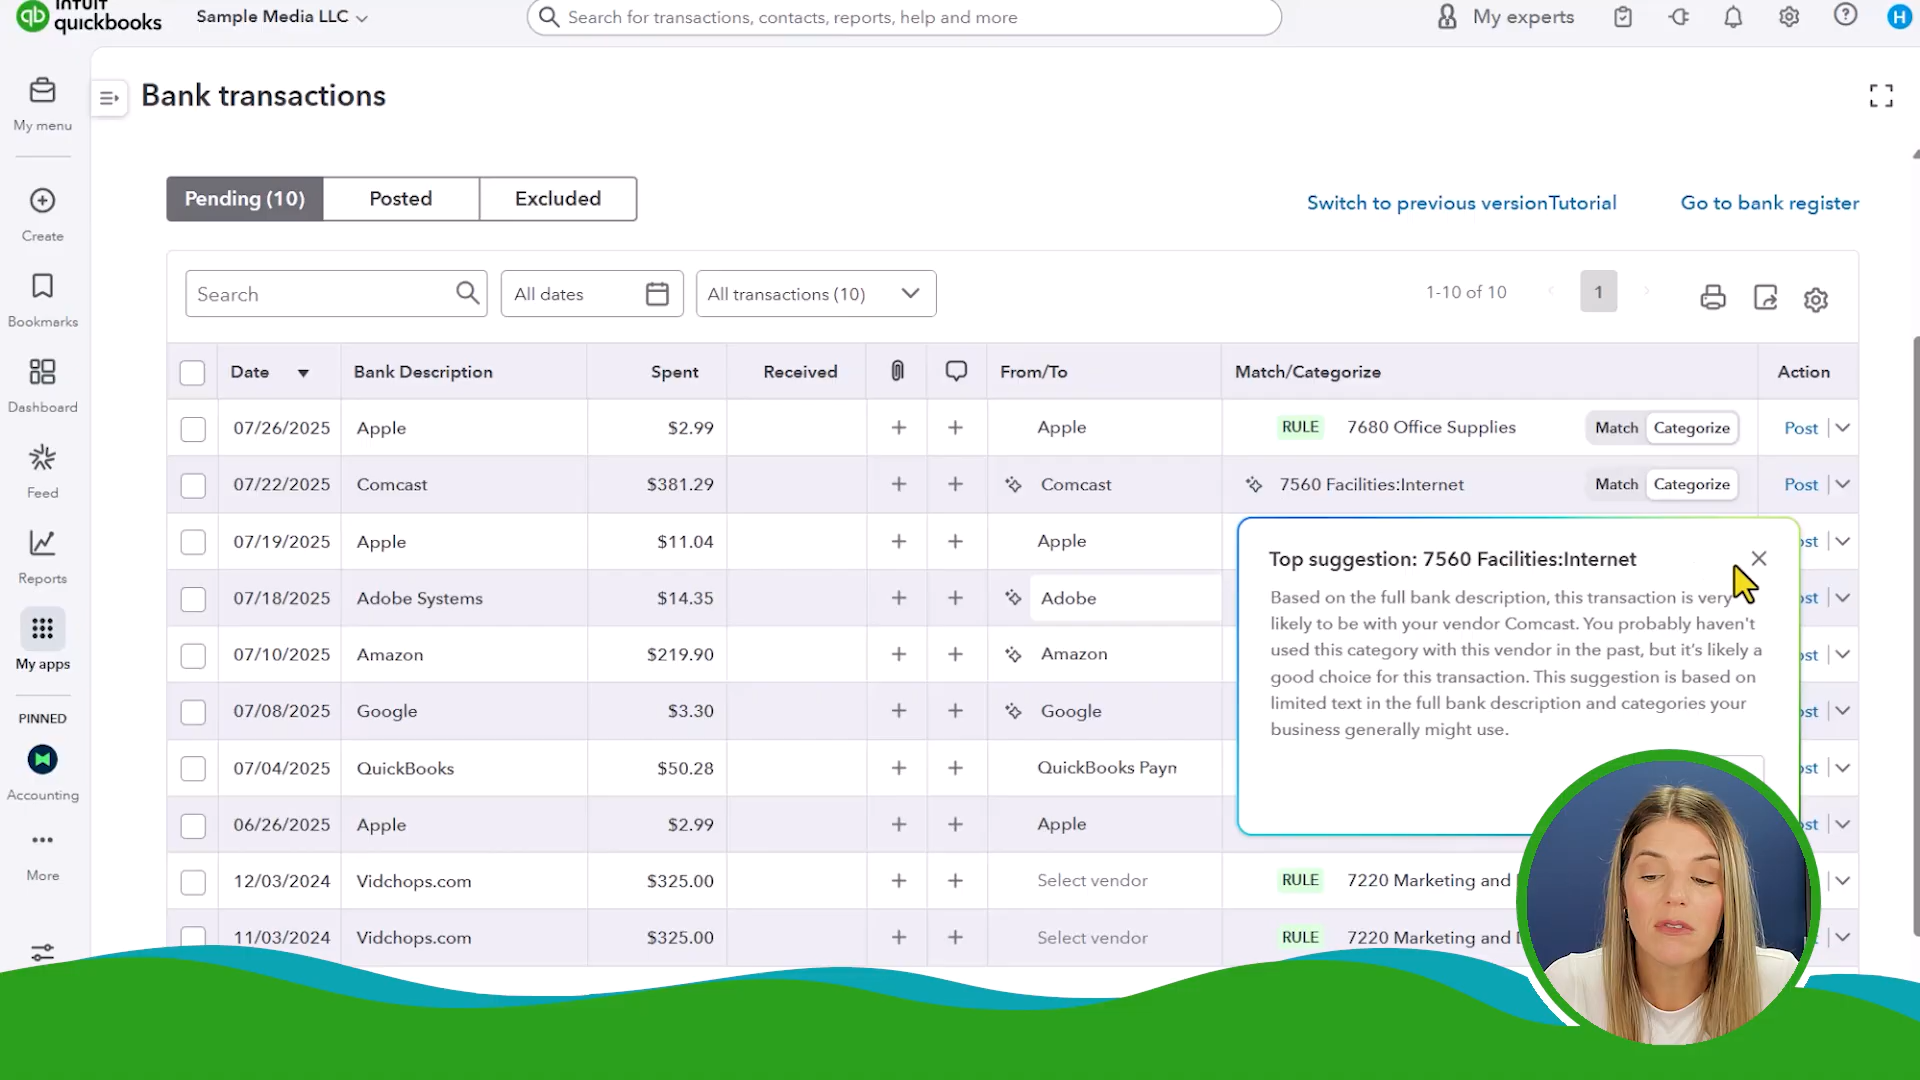 INTUIT
quickbooks
Sample Media LLC
Search for transactions, contacts, reports, help and more
My experts
H
My menu
Create
Bookmarks
Dashboard
Feed
Reports
My apps
PINNED
Accounting
More
Bank transactions
Pending (10)
Posted
Excluded
Switch to previous versionTutorial
Go to bank register
Search
All dates
All transactions (10)
1-10 of 10
1
Date Bank Description Spent Received From/To Match/Categorize Action
07/26/2025 Apple $2.99 + + Apple RULE 7680 Office Supplies Match Categorize Post
07/22/2025 Comcast $381.29 + + Comcast 7560 Facilities:Internet Match Categorize Post
07/19/2025 Apple $11.04 + + Apple ost
07/18/2025 Adobe Systems $14.35 + + Adobe ost
07/10/2025 Amazon $219.90 + + Amazon ost
07/08/2025 Google $3.30 + + Google ost
07/04/2025 QuickBooks $50.28 + + QuickBooks Paym ost
06/26/2025 Apple $2.99 + + Apple ost
12/03/2024 Vidchops.com $325.00 + + Select vendor RULE 7220 Marketing and
11/03/2024 Vidchops.com $325.00 + + Select vendor RULE 7220 Marketing and
Top suggestion: 7560 Facilities:Internet
Based on the full bank description, this transaction is very
likely to be with your vendor Comcast. You probably haven't
used this category with this vendor in the past, but it's likely a
good choice for this transaction. This suggestion is based on
limited text in the full bank description and categories your
business generally might use.